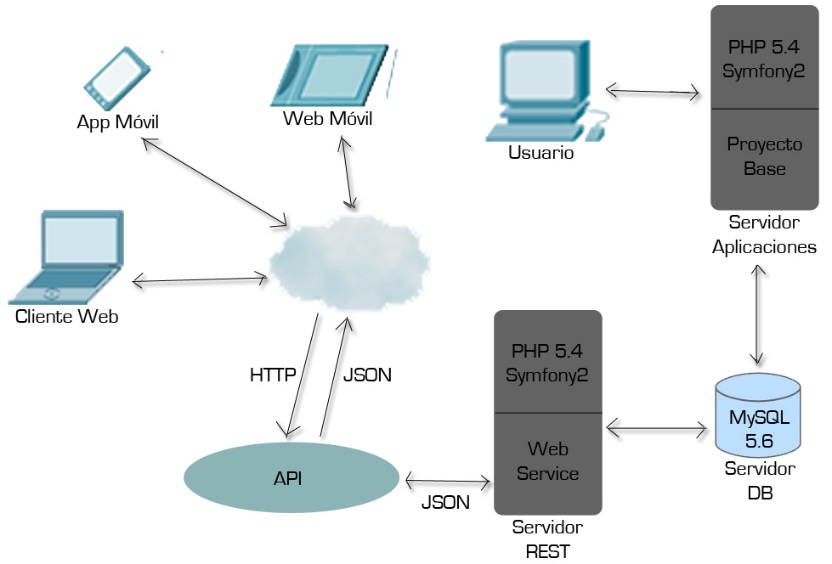 App Móvil
Web Móvil
Usuario
PHP 5.4
Symfony2
Proyecto
Base
Servidor
Aplicaciones
Cliente Web
HTTP
JSON
API
JSON
PHP 5.4
Symfony2
Web
Service
Servidor
REST
MySQL
5.6
Servidor
DB